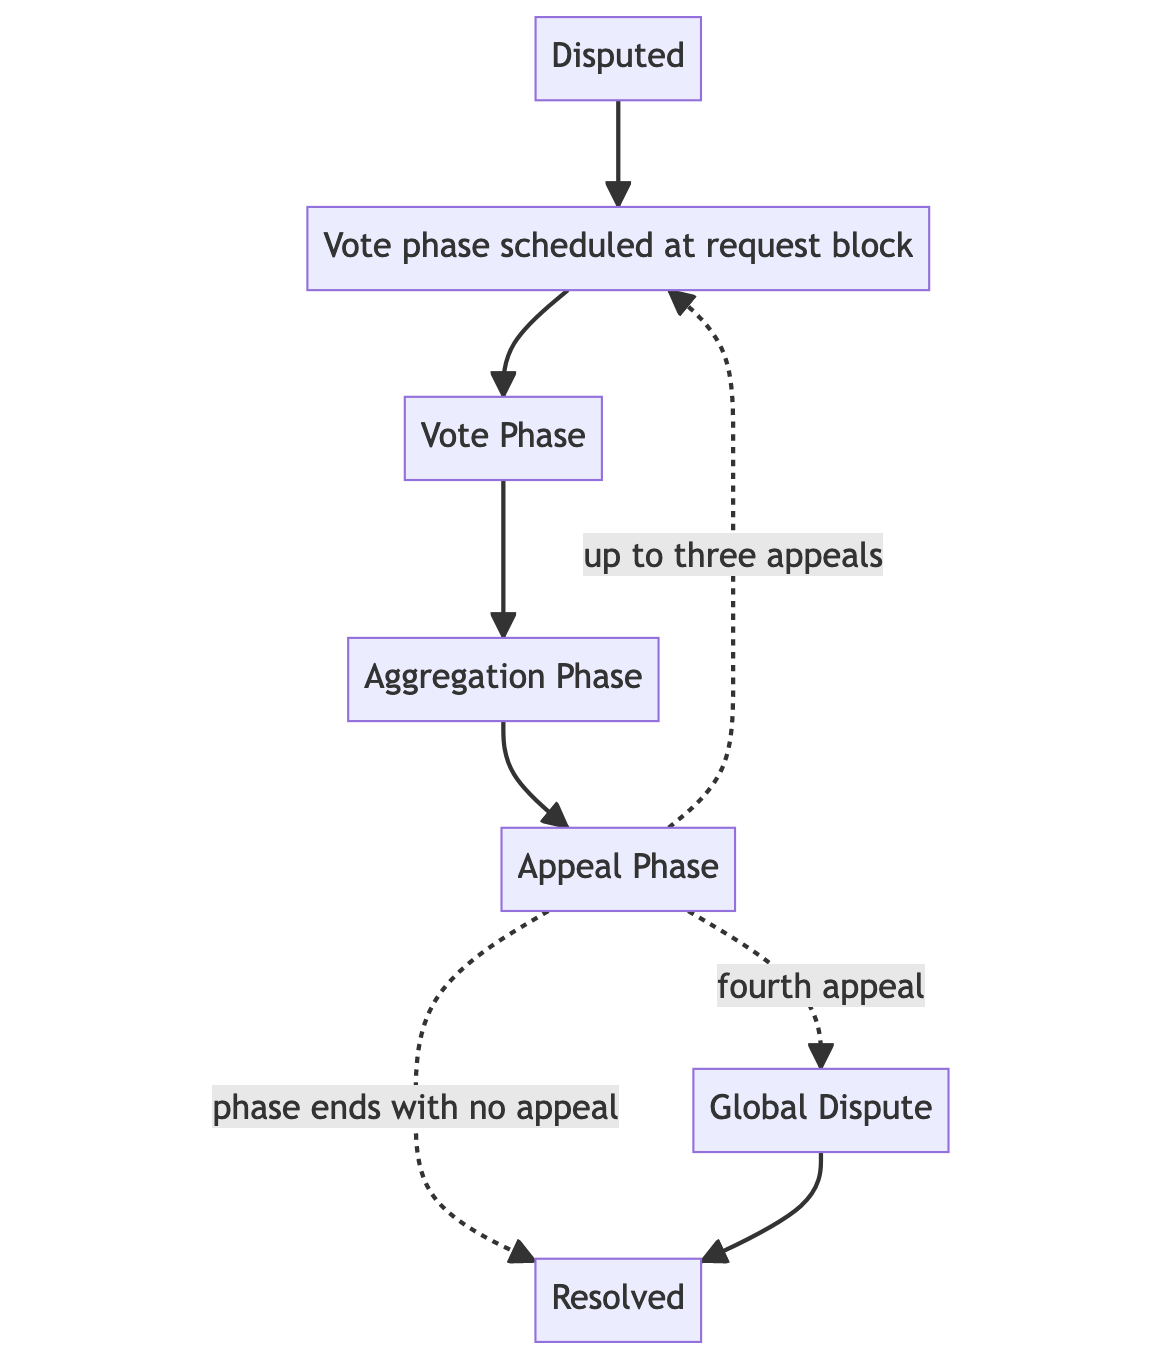 Disputed
Vote phase scheduled at request block
Vote Phase
up to three appeals
Aggregation Phase
Appeal Phase
fourth appeal
phase ends with no appeal
Global Dispute
Resolved